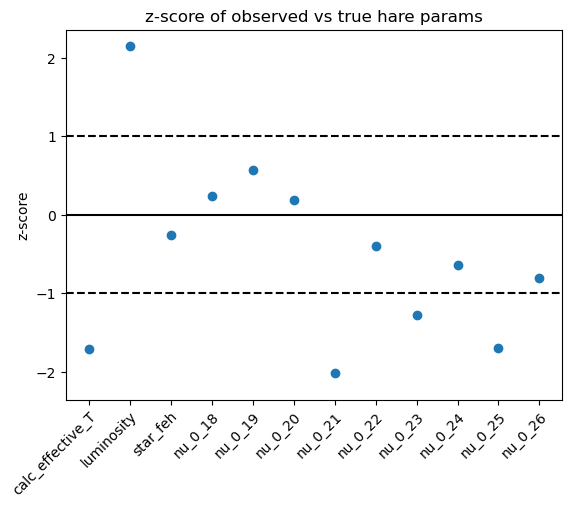 z-score of observed vs true hare params
z-score
2
1
0
−1
−2
calc_effective_T
luminosity
star_feh
nu_0_18
nu_0_19
nu_0_20
nu_0_21
nu_0_22
nu_0_23
nu_0_24
nu_0_25
nu_0_26